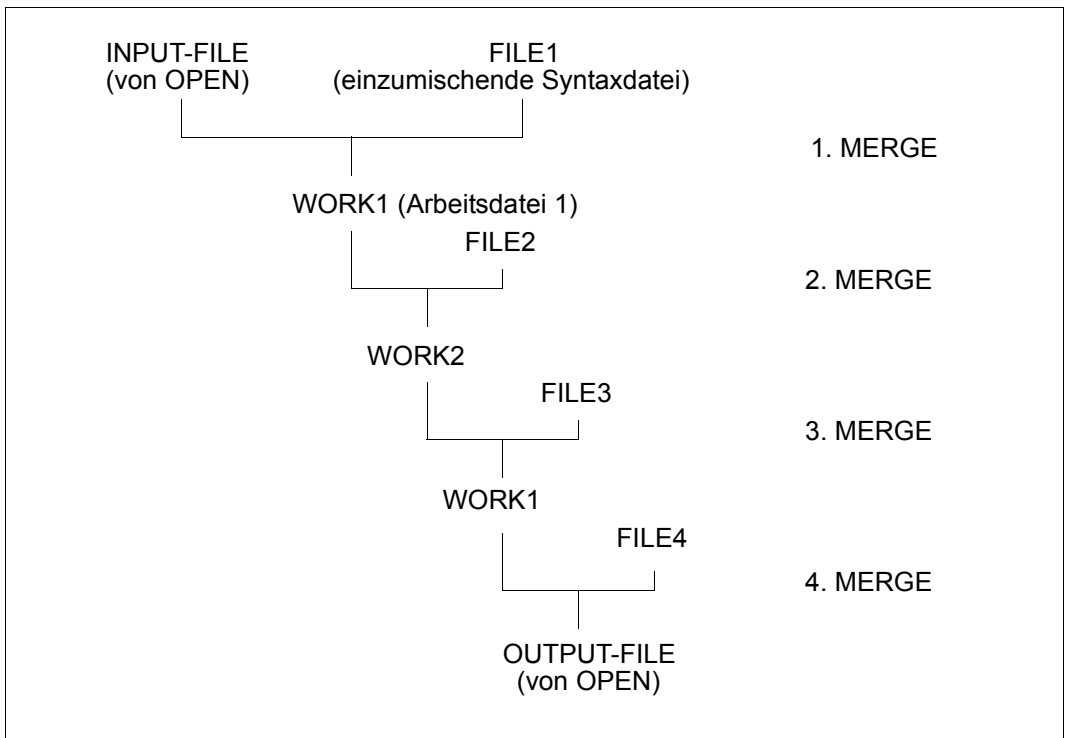 INPUT-FILE
(von OPEN)
FILE1
(einzumischende Syntaxdatei)
1. MERGE
WORK1 (Arbeitsdatei 1)
FILE2
2. MERGE
WORK2
FILE3
3. MERGE
WORK1
FILE4
4. MERGE
OUTPUT-FILE
(von OPEN)